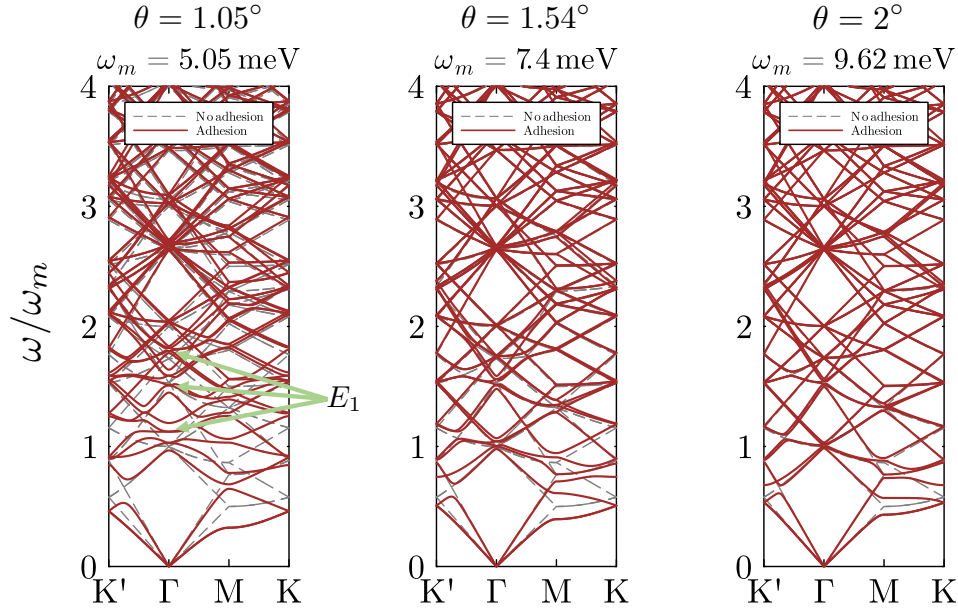 θ = 1.05° θ = 1.54° θ = 2°
ω_m = 5.05 meV ω_m = 7.4 meV ω_m = 9.62 meV
4 4 4
No adhesion No adhesion No adhesion
Adhesion Adhesion Adhesion
3 3 3
ω/ω_m
2 2 2
E_1
1 1 1
0 0 0
K' Γ M K K' Γ M K K' Γ M K